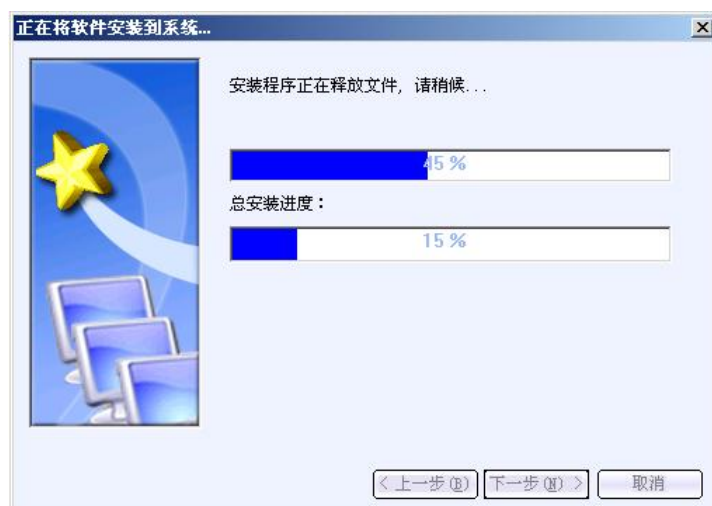 正在将软件安装到系统...
安装程序正在释放文件, 请稍候...
45 %
总安装进度：
15 %
< 上一步(B) 下一步(N) > 取消